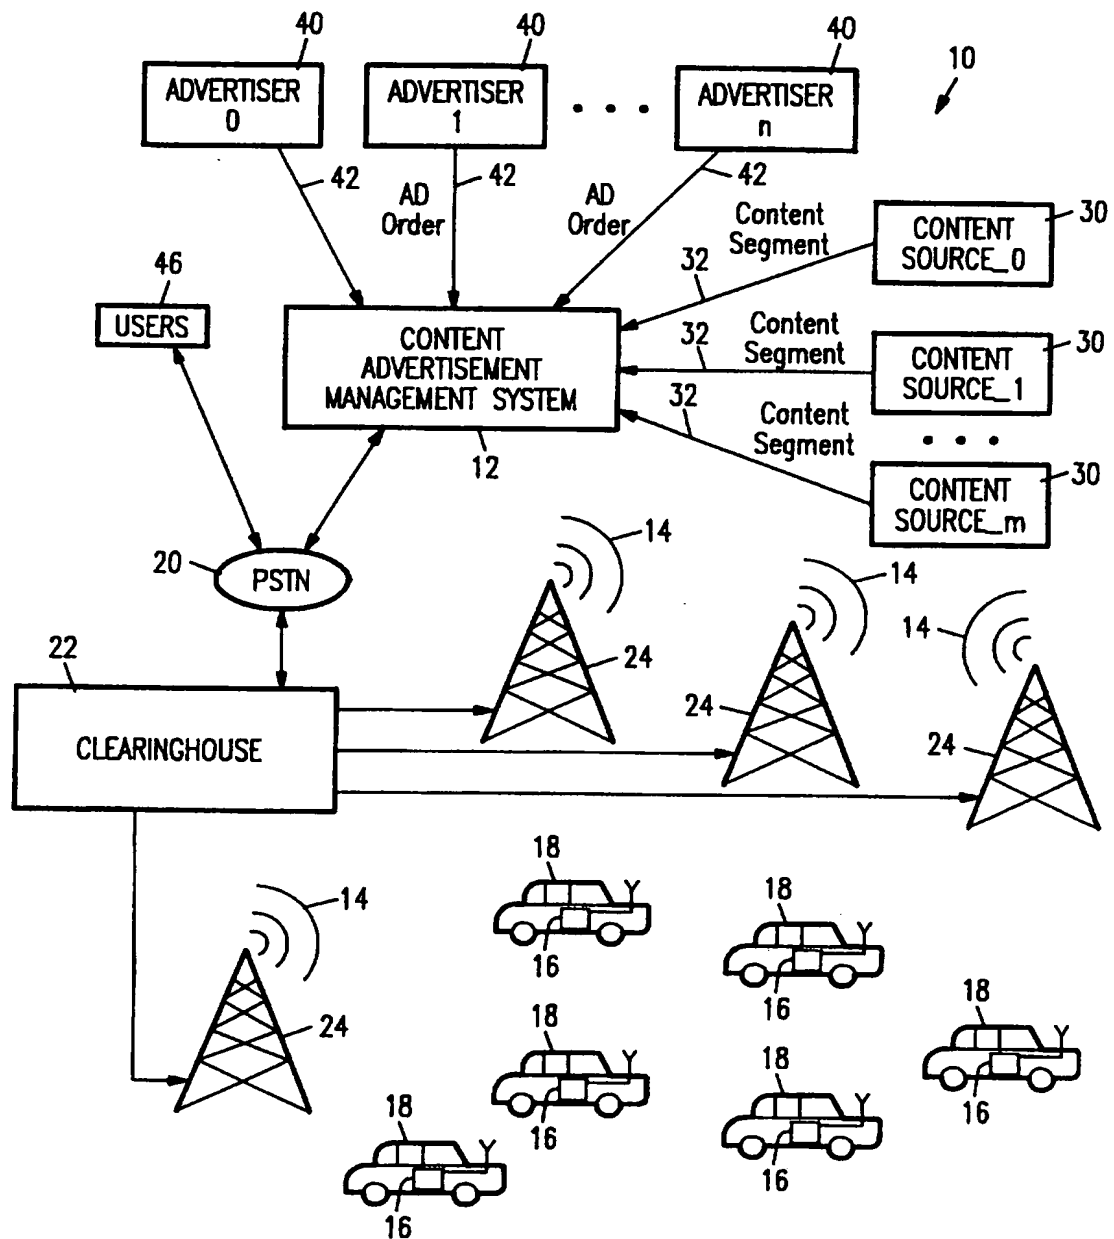 40
40
40
10
ADVERTISER
0
ADVERTISER
1
ADVERTISER
n
42
42
42
AD
Order
AD
Order
Content
Segment
30
CONTENT
SOURCE_0
32
46
USERS
CONTENT
ADVERTISEMENT
MANAGEMENT SYSTEM
12
32
Content
Segment
30
CONTENT
SOURCE_1
32
Content
Segment
30
CONTENT
SOURCE_m
20
PSTN
14
14
14
22
CLEARINGHOUSE
24
24
24
14
24
18
16
18
16
18
16
18
16
18
16
18
16